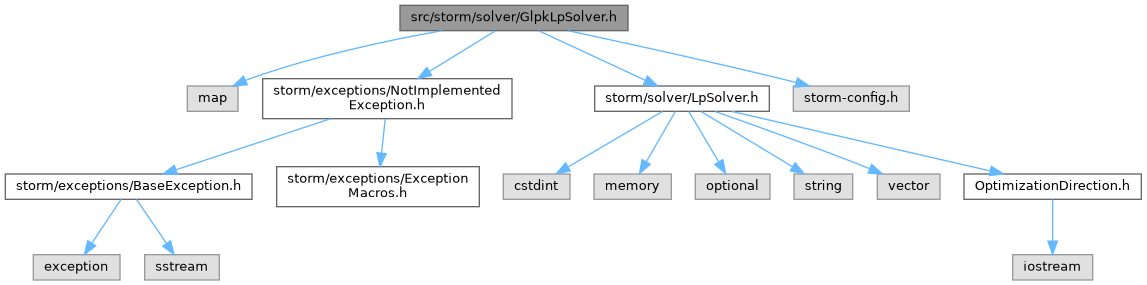 src/storm/solver/GlpkLpSolver.h
map
storm/exceptions/NotImplemented
Exception.h
storm/solver/LpSolver.h
storm-config.h
storm/exceptions/BaseException.h
storm/exceptions/Exception
Macros.h
cstdint
memory
optional
string
vector
OptimizationDirection.h
exception
sstream
iostream